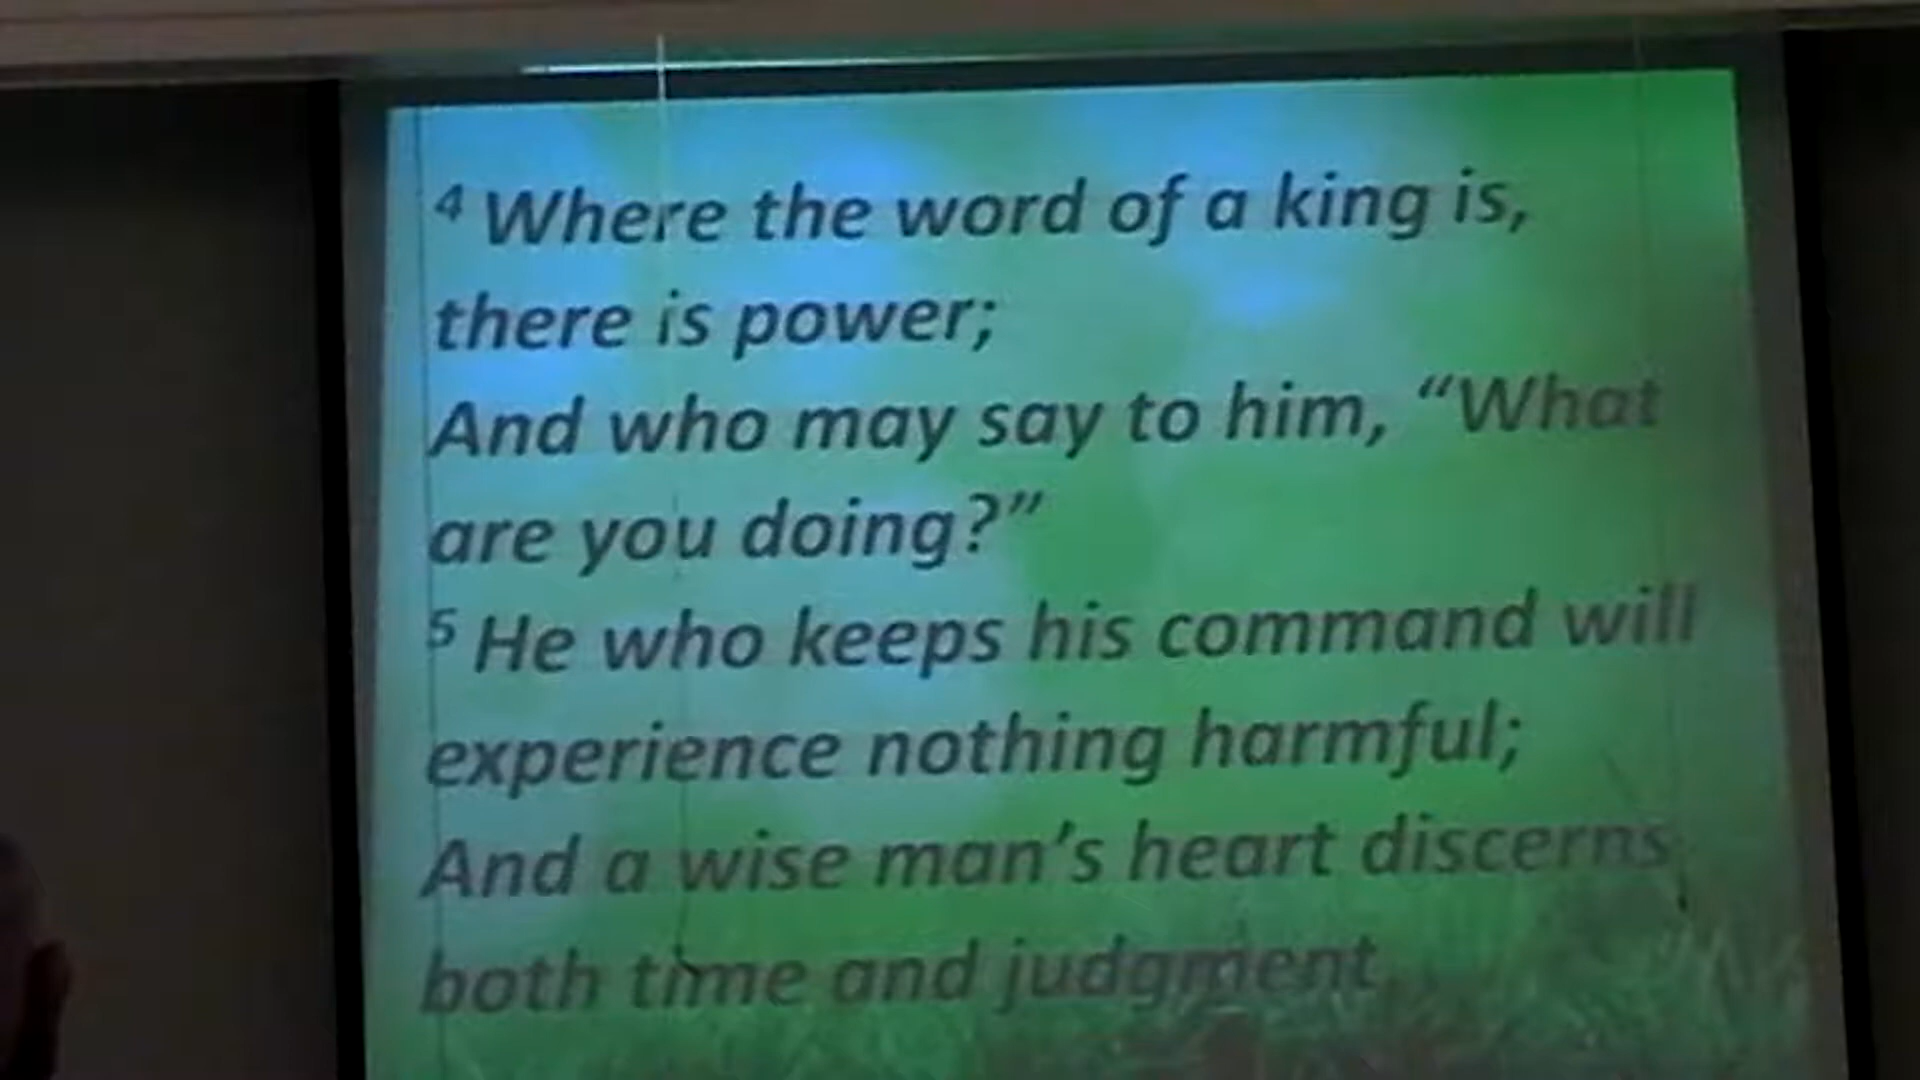 4 Where the word of a king is,
there is power;
And who may say to him, “What
are you doing?”
5 He who keeps his command will
experience nothing harmful;
And a wise man’s heart discerns
both time and judgment,